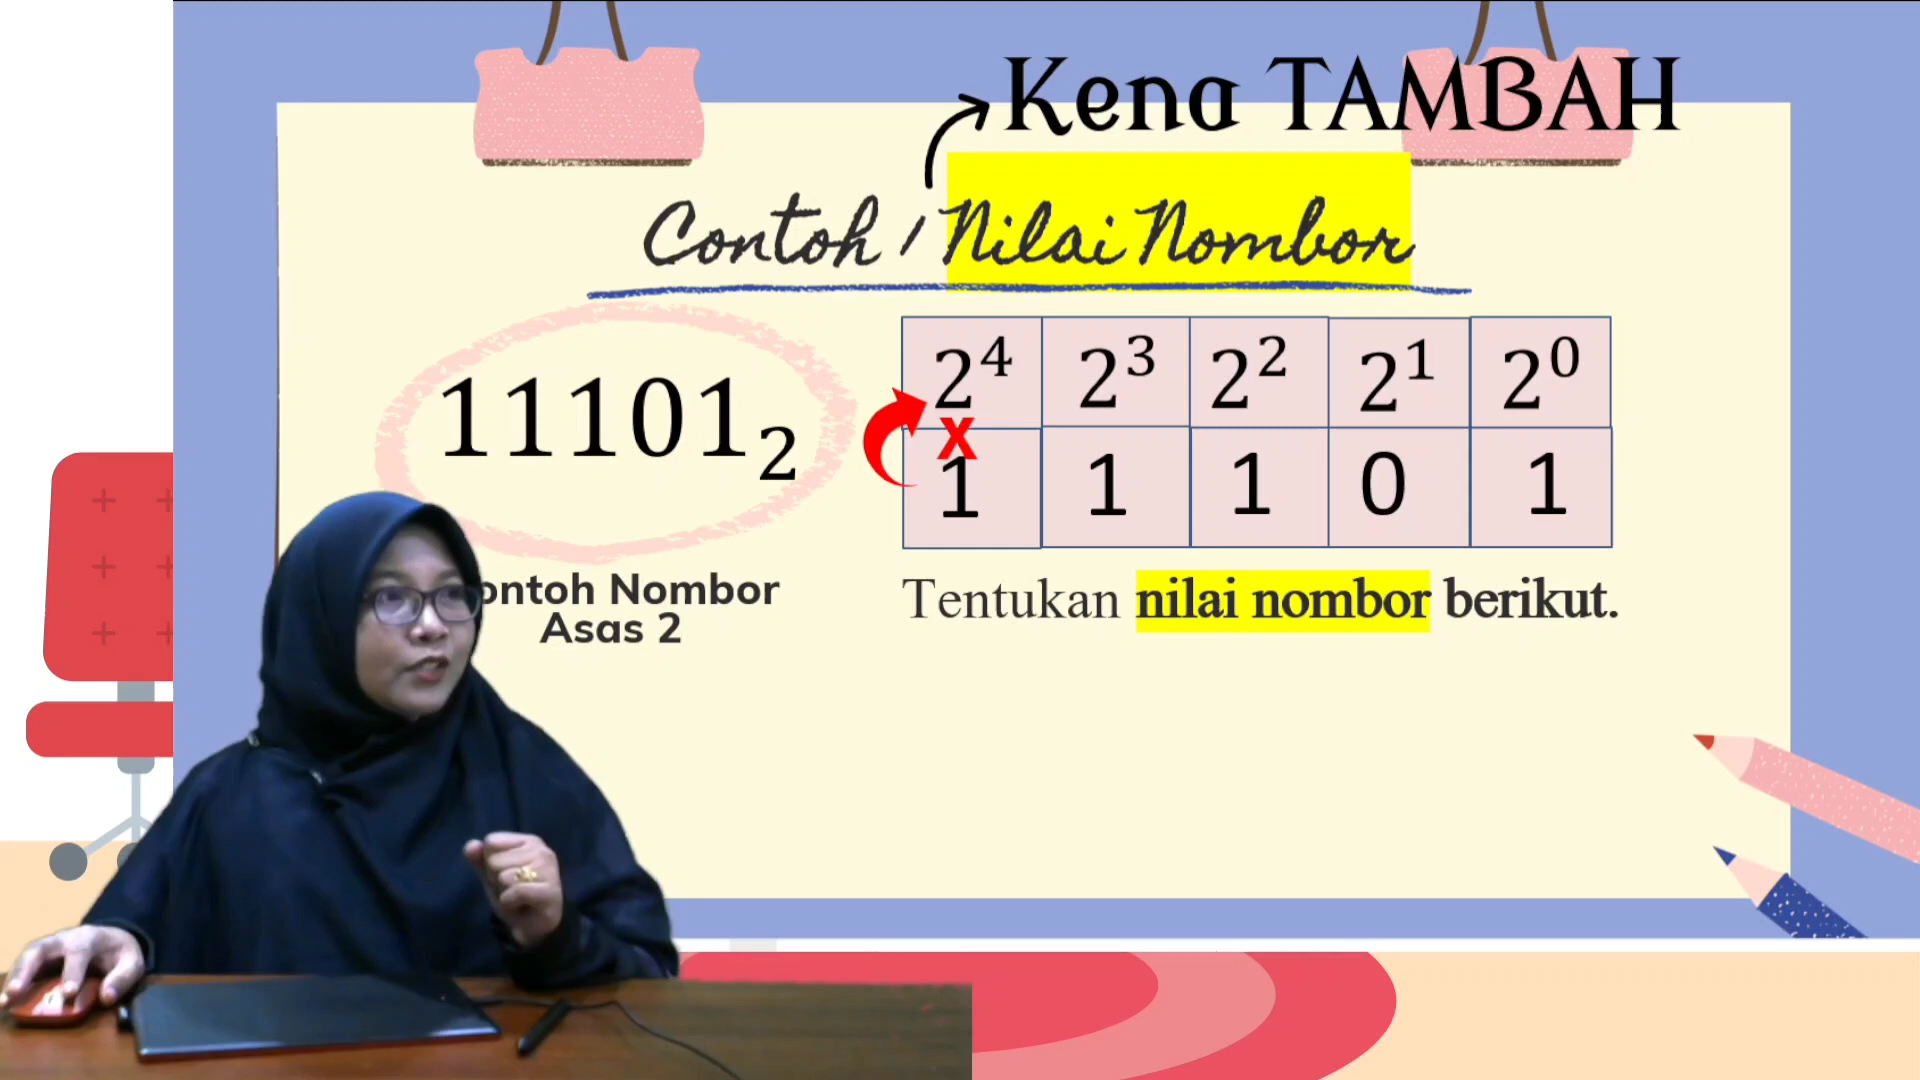 Kena TAMBAH
Contoh / Nilai Nombor
11101₂
2⁴ 2³ 2² 2¹ 2⁰
x
1 1 1 0 1
ontoh Nombor
Asas 2
Tentukan nilai nombor berikut.